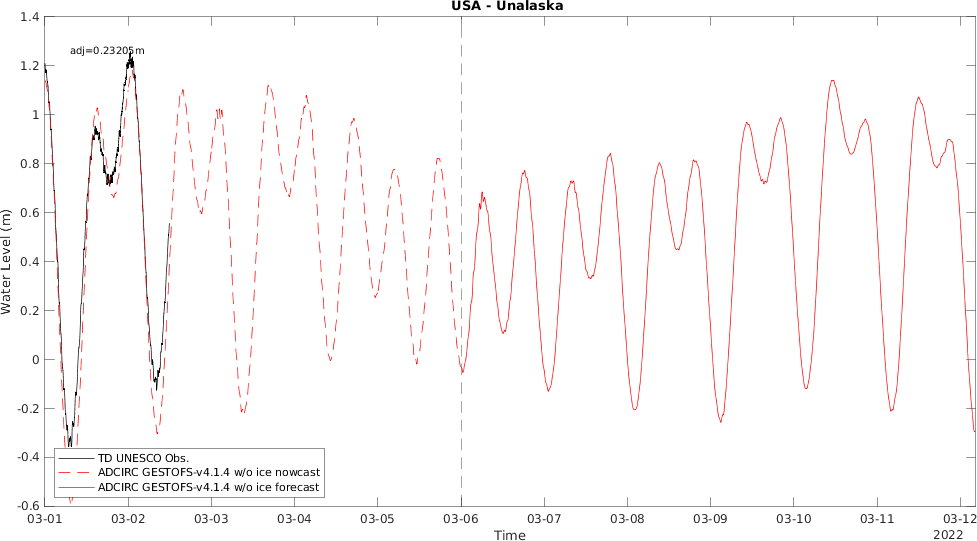 USA - Unalaska
1.4
adj=0.23205m
1.2
1
0.8
0.6
0.4
0.2
0
-0.2
-0.4
-0.6
Water Level (m)
TD UNESCO Obs.
ADCIRC GESTOFS-v4.1.4 w/o ice nowcast
ADCIRC GESTOFS-v4.1.4 w/o ice forecast
03-01 03-02 03-03 03-04 03-05 03-06 03-07 03-08 03-09 03-10 03-11 03-12
Time
2022